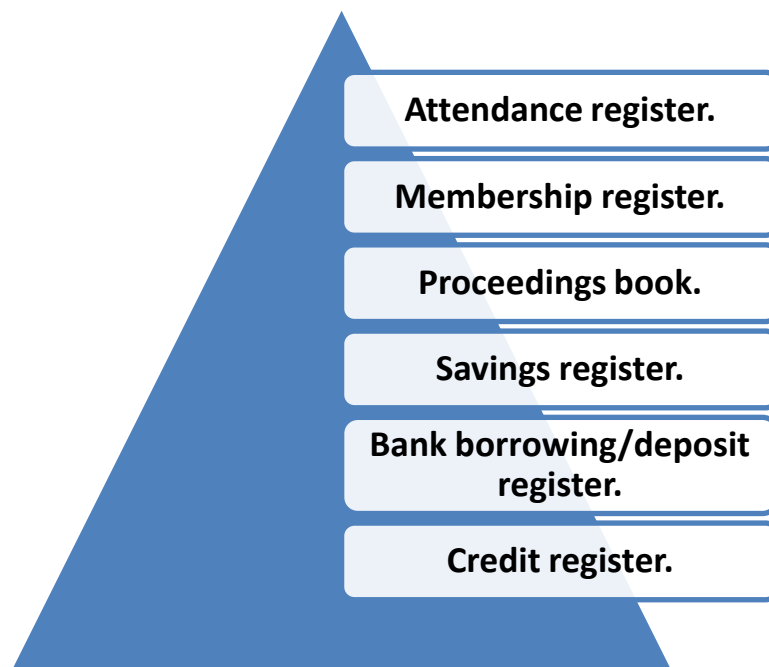 Attendance register.
Membership register.
Proceedings book.
Savings register.
Bank borrowing/deposit
register.
Credit register.